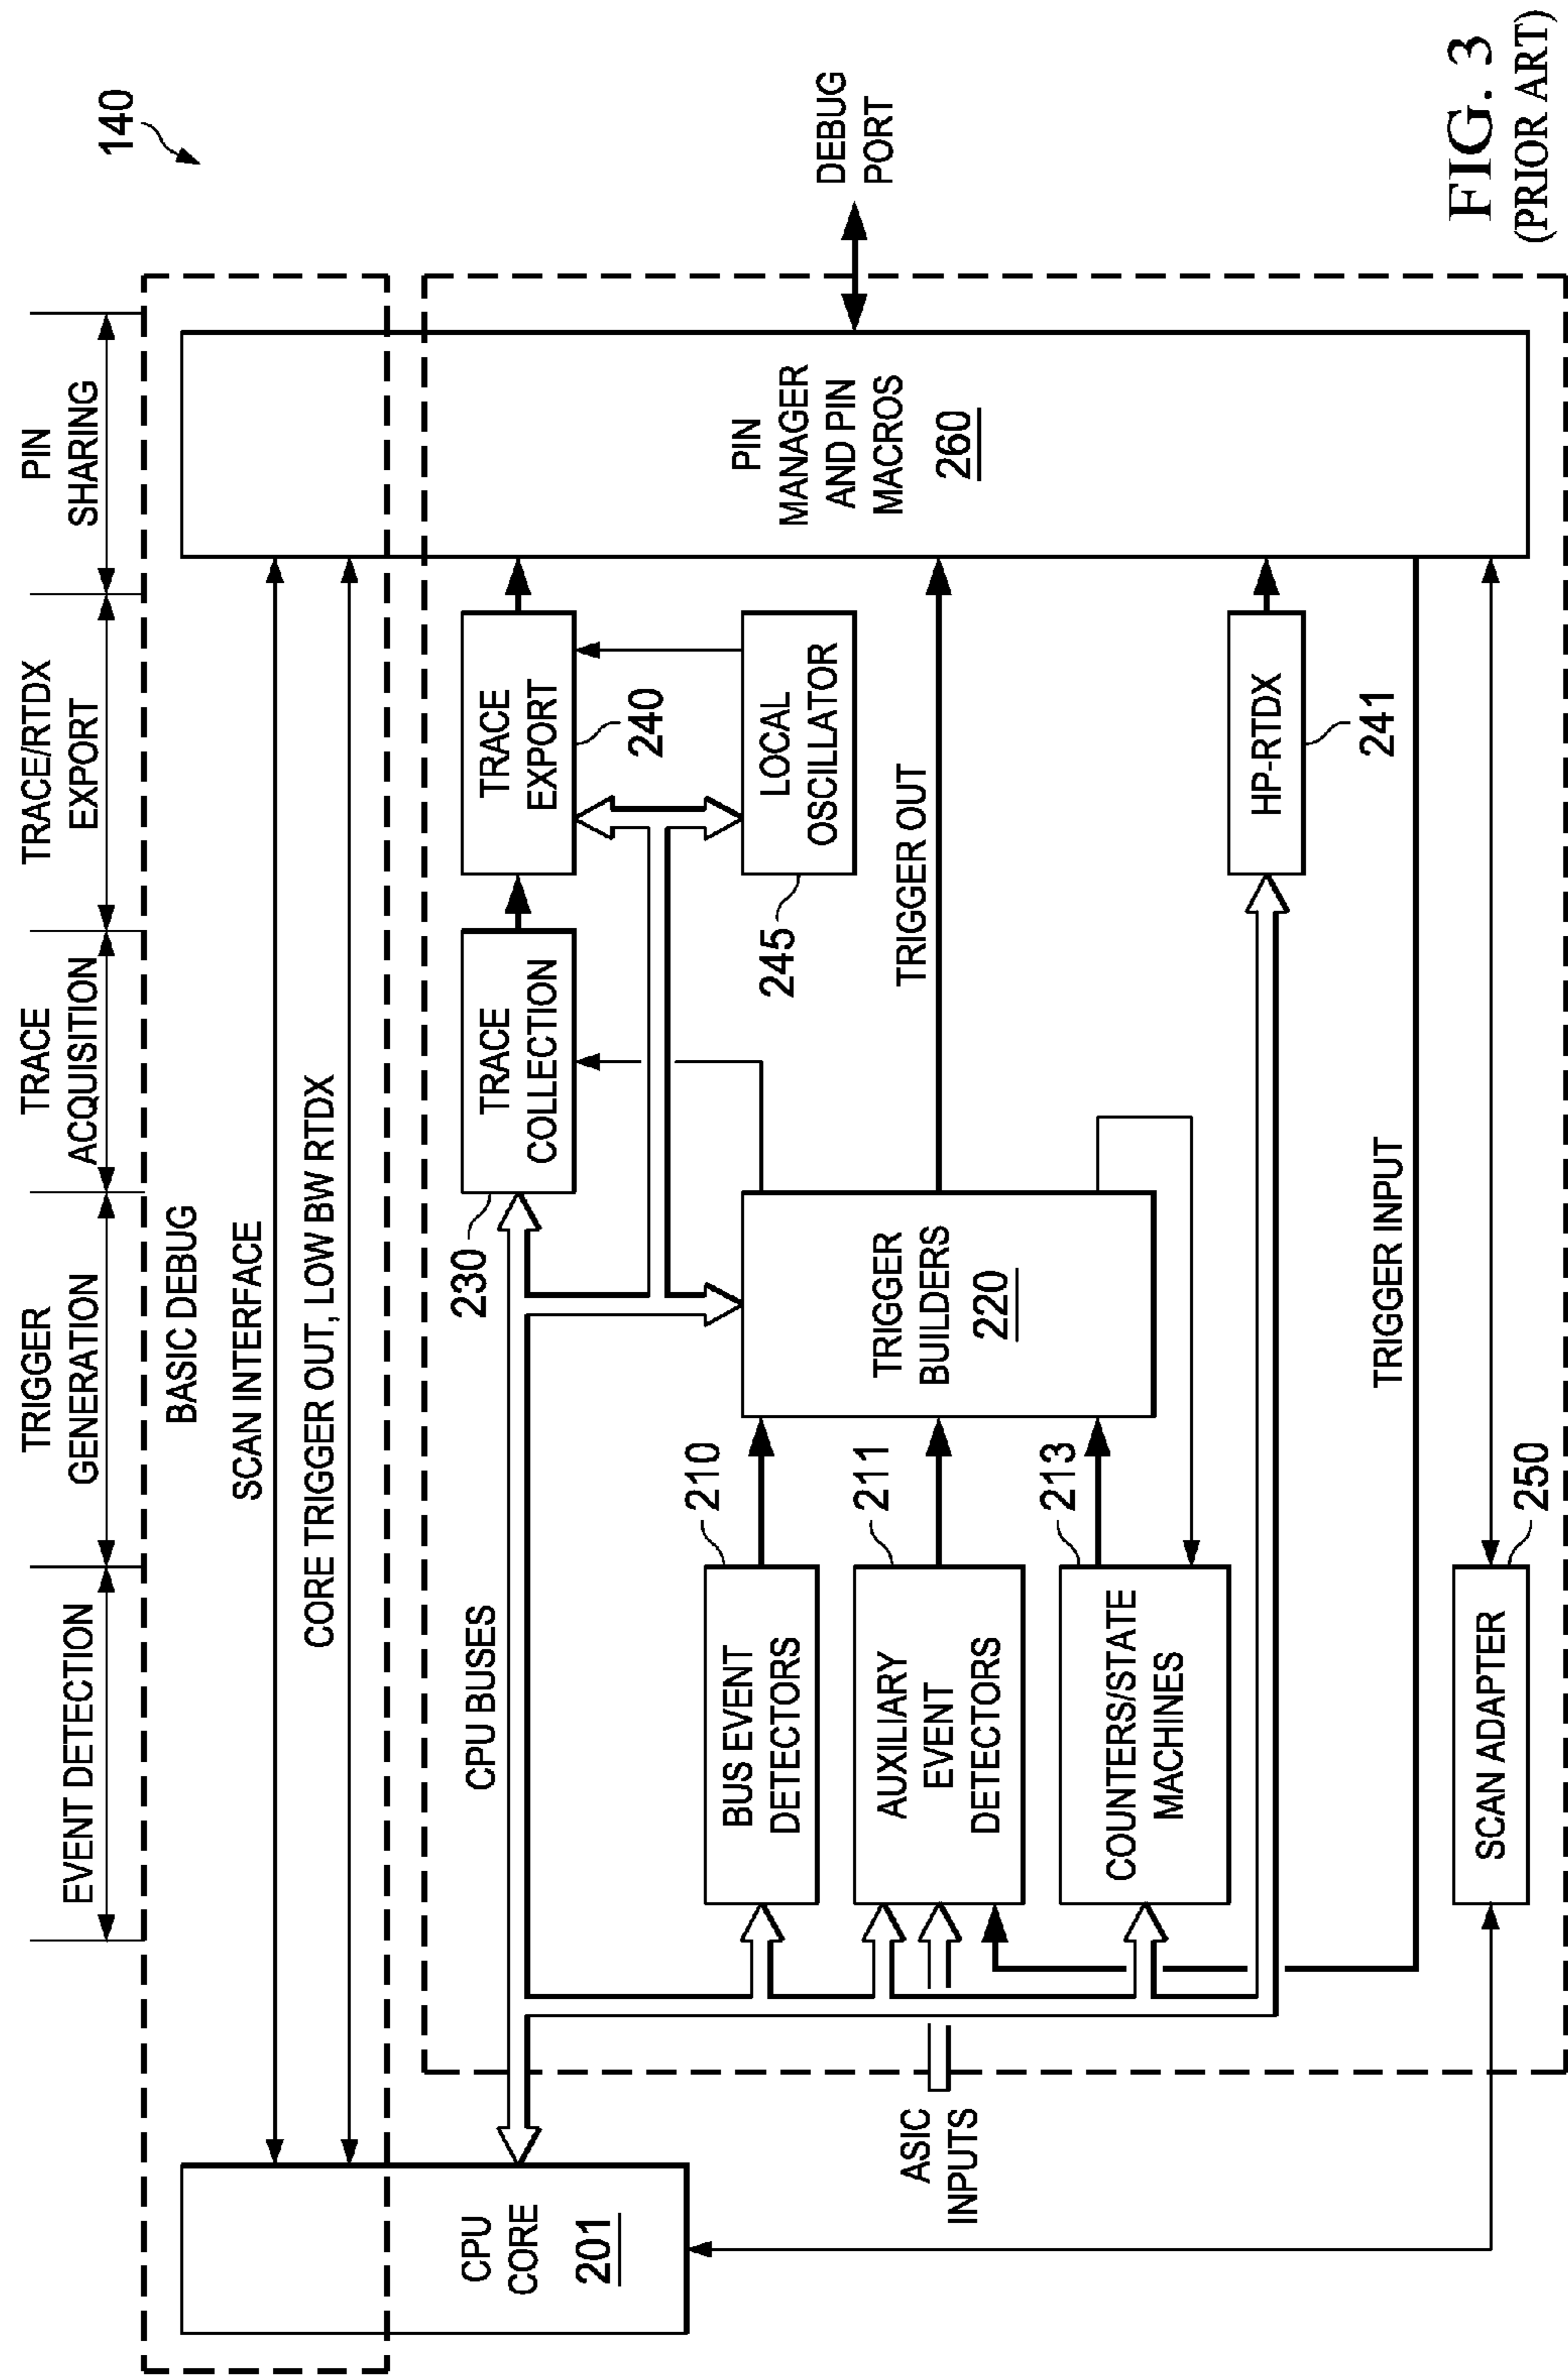 140
EVENT DETECTION
TRIGGER
GENERATION
TRACE
ACQUISITION
TRACE/RTDX
EXPORT
PIN
SHARING
BASIC DEBUG
SCAN INTERFACE
CORE TRIGGER OUT, LOW BW RTDX
CPU
CORE
201
CPU BUSES
230
TRACE
COLLECTION
TRACE
EXPORT
240
LOCAL
OSCILLATOR
245
BUS EVENT
DETECTORS
210
AUXILIARY
EVENT
DETECTORS
211
COUNTERS/STATE
MACHINES
213
TRIGGER
BUILDERS
220
TRIGGER OUT
PIN
MANAGER
AND PIN
MACROS
260
DEBUG
PORT
ASIC
INPUTS
HP-RTDX
241
TRIGGER INPUT
SCAN ADAPTER
250
FIG. 3
(PRIOR ART)